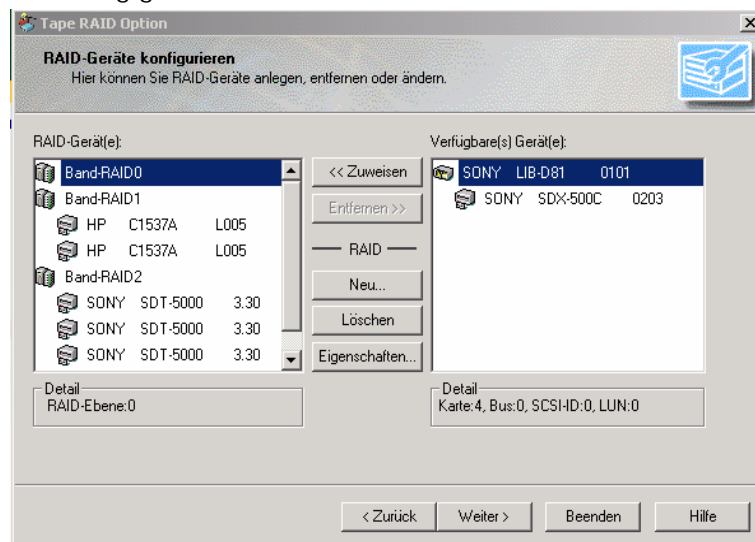 Tape RAID Option
RAID-Geräte konfigurieren
Hier können Sie RAID-Geräte anlegen, entfernen oder ändern.
RAID-Gerät(e):
Band-RAID0
Band-RAID1
HP C1537A L005
HP C1537A L005
Band-RAID2
SONY SDT-5000 3.30
SONY SDT-5000 3.30
SONY SDT-5000 3.30
Detail
RAID-Ebene:0
<< Zuweisen
Entfernen >>
RAID
Neu...
Löschen
Eigenschaften...
Verfügbare(s) Gerät(e):
SONY LIB-D81 0101
SONY SDX-500C 0203
Detail
Karte:4, Bus:0, SCSI-ID:0, LUN:0
< Zurück
Weiter >
Beenden
Hilfe